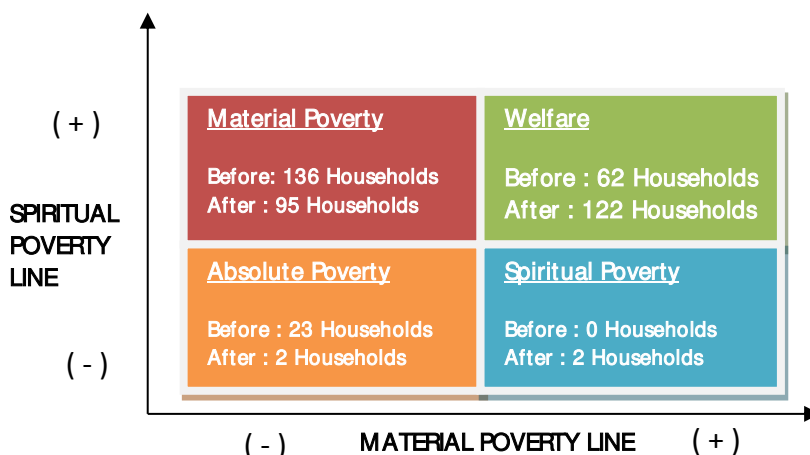 ( + )
SPIRITUAL
POVERTY
LINE
( - )
Material Poverty
Before: 136 Households
After : 95 Households
Welfare
Before : 62 Households
After : 122 Households
Absolute Poverty
Before : 23 Households
After : 2 Households
Spiritual Poverty
Before : 0 Households
After : 2 Households
( - ) MATERIAL POVERTY LINE ( + )